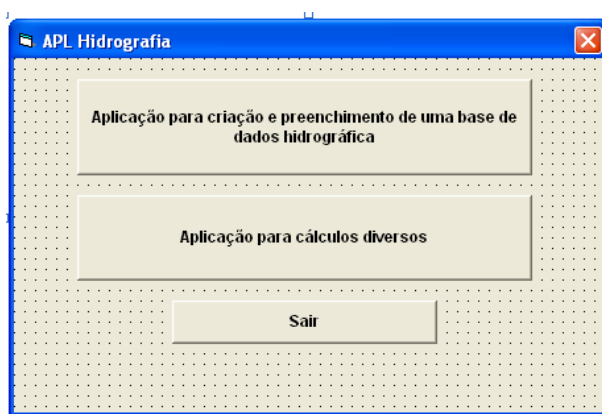 APL Hidrografia
Aplicação para criação e preenchimento de uma base de
dados hidrográfica
Aplicação para cálculos diversos
Sair